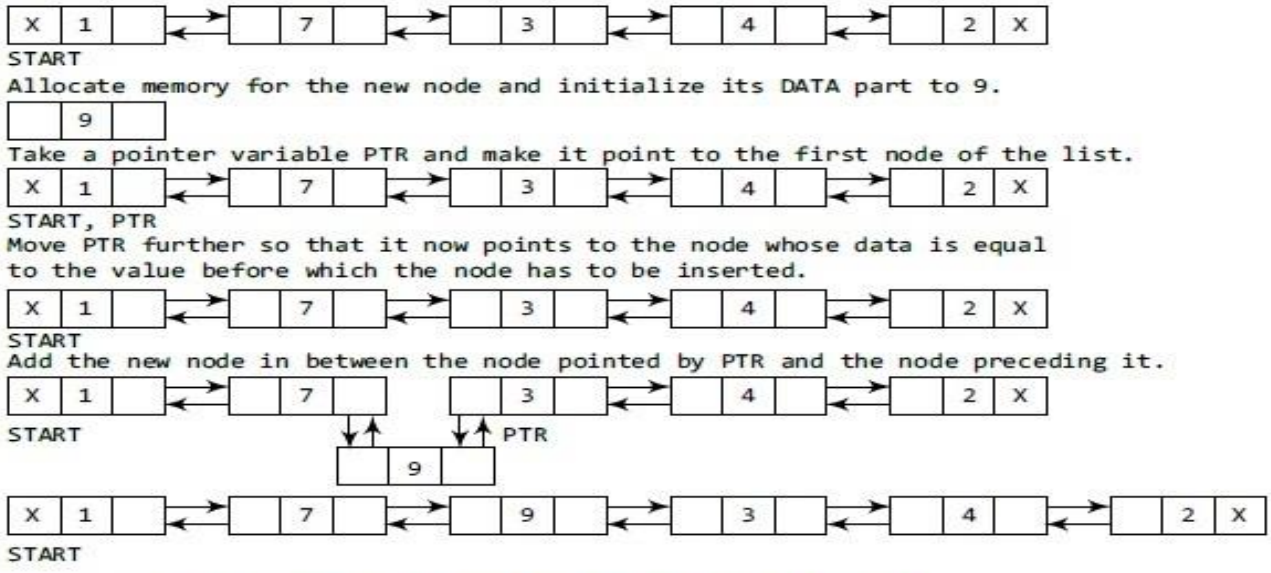 X 1 7 3 4 2 X
START
Allocate memory for the new node and initialize its DATA part to 9.
9
Take a pointer variable PTR and make it point to the first node of the list.
X 1 7 3 4 2 X
START, PTR
Move PTR further so that it now points to the node whose data is equal
to the value before which the node has to be inserted.
X 1 7 3 4 2 X
START
Add the new node in between the node pointed by PTR and the node preceding it.
X 1 7 3 4 2 X
START PTR
9
X 1 7 9 3 4 2 X
START